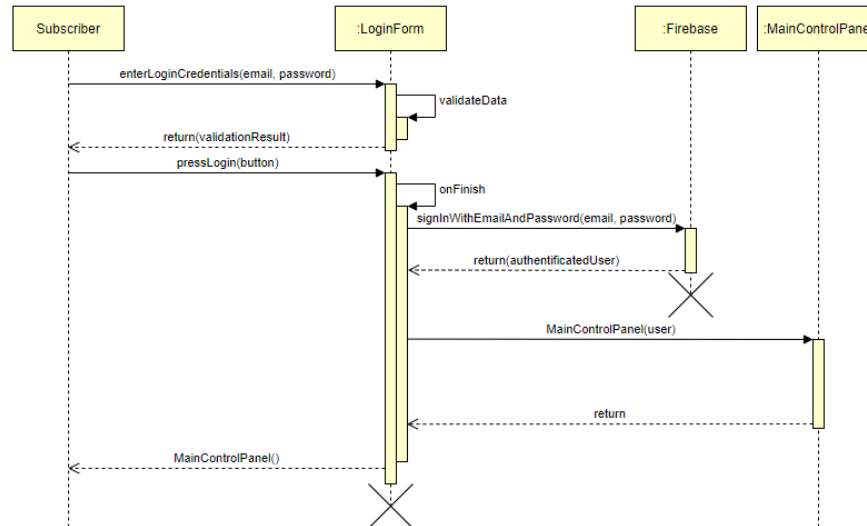 Subscriber
:LoginForm
:Firebase
:MainControlPanel
enterLoginCredentials(email, password)
validateData
return(validationResult)
pressLogin(button)
onFinish
signInWithEmailAndPassword(email, password)
return(authentificatedUser)
MainControlPanel(user)
return
MainControlPanel()